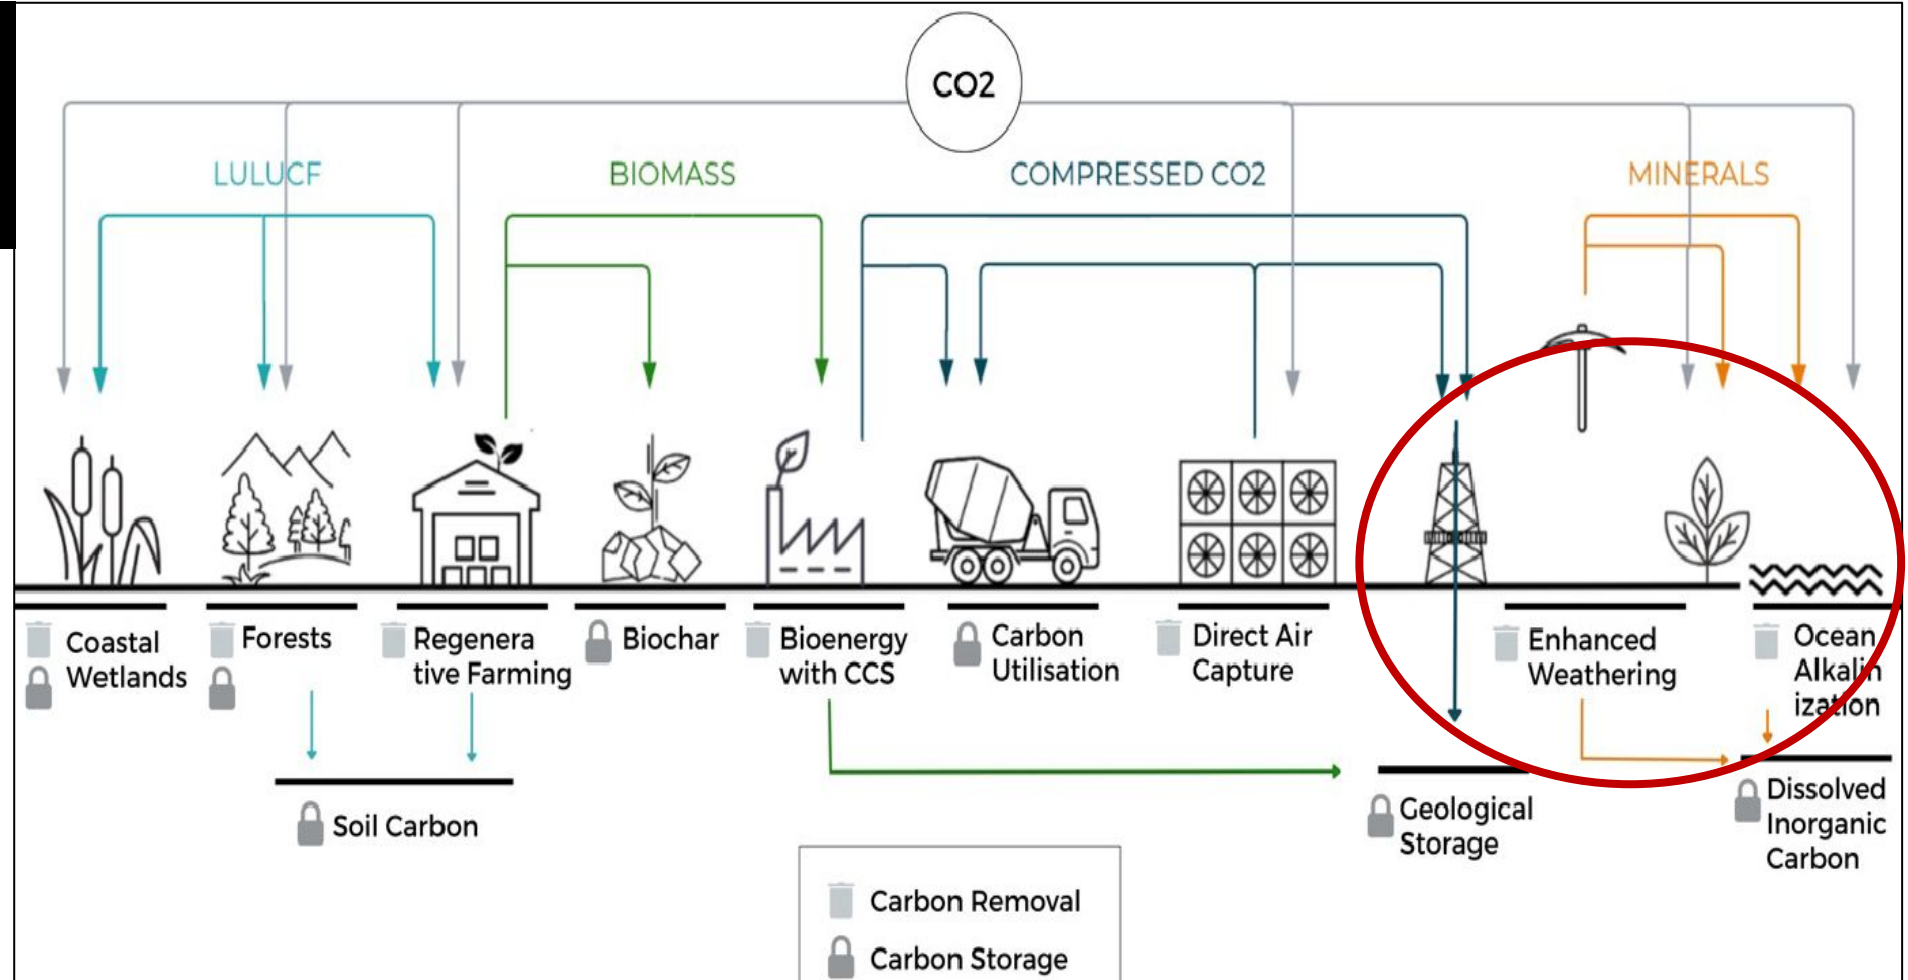 CO2
LULUCF
BIOMASS
COMPRESSED CO2
MINERALS
Coastal
Wetlands
Forests
Regenera
tive Farming
Biochar
Bioenergy
with CCS
Carbon
Utilisation
Direct Air
Capture
Enhanced
Weathering
Ocean
Alkalin
ization
Soil Carbon
Geological
Storage
Dissolved
Inorganic
Carbon
Carbon Removal
Carbon Storage